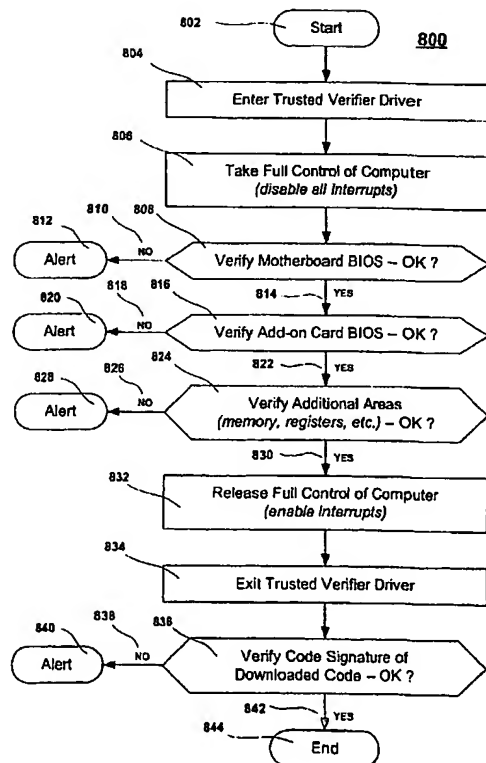 802
Start
800
804
Enter Trusted Verifier Driver
806
Take Full Control of Computer
(disable all Interrupts)
812
810
808
Alert
NO
Verify Motherboard BIOS – OK ?
814
YES
820
818
816
Alert
NO
Verify Add-on Card BIOS – OK ?
822
YES
828
826
824
Alert
NO
Verify Additional Areas
(memory, registers, etc.) – OK ?
830
YES
832
Release Full Control of Computer
(enable Interrupts)
834
Exit Trusted Verifier Driver
840
838
836
Alert
NO
Verify Code Signature of
Downloaded Code – OK ?
842
YES
844
End